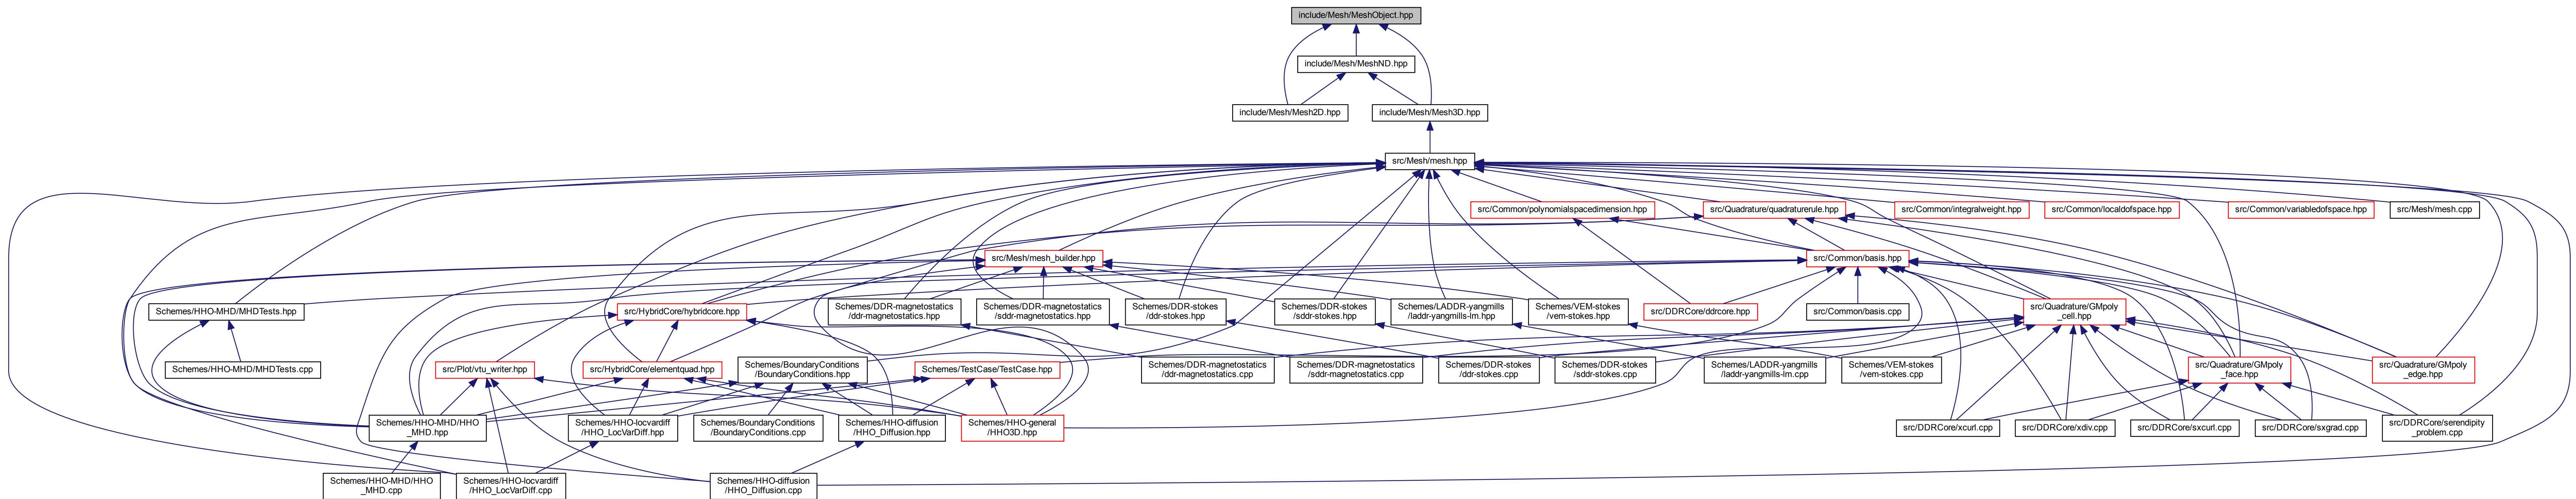 include/Mesh/MeshObject.hpp
include/Mesh/MeshND.hpp
include/Mesh/Mesh2D.hpp
include/Mesh/Mesh3D.hpp
src/Mesh/mesh.hpp
src/Common/polynomialspacedimension.hpp
src/Quadrature/quadraturerule.hpp
src/Common/integralweight.hpp
src/Common/localdofspace.hpp
src/Common/variabledofspace.hpp
src/Mesh/mesh.cpp
src/Mesh/mesh_builder.hpp
src/Common/basis.hpp
Schemes/HHO-MHD/MHDTests.hpp
src/HybridCore/hybridcore.hpp
Schemes/DDR-magnetostatics
/ddr-magnetostatics.hpp
Schemes/DDR-magnetostatics
/sddr-magnetostatics.hpp
Schemes/DDR-stokes
/ddr-stokes.hpp
Schemes/DDR-stokes
/sddr-stokes.hpp
Schemes/LADDR-yangmills
/laddr-yangmills-lm.hpp
Schemes/VEM-stokes
/vem-stokes.hpp
src/DDRCore/ddrcore.hpp
src/Common/basis.cpp
src/Quadrature/GMpoly
_cell.hpp
Schemes/HHO-MHD/MHDTests.cpp
src/Plot/vtu_writer.hpp
src/HybridCore/elementquad.hpp
Schemes/BoundaryConditions
/BoundaryConditions.hpp
Schemes/TestCase/TestCase.hpp
Schemes/DDR-magnetostatics
/ddr-magnetostatics.cpp
Schemes/DDR-magnetostatics
/sddr-magnetostatics.cpp
Schemes/DDR-stokes
/ddr-stokes.cpp
Schemes/DDR-stokes
/sddr-stokes.cpp
Schemes/LADDR-yangmills
/laddr-yangmills-lm.cpp
Schemes/VEM-stokes
/vem-stokes.cpp
src/Quadrature/GMpoly
_face.hpp
src/Quadrature/GMpoly
_edge.hpp
Schemes/HHO-MHD/HHO
_MHD.hpp
Schemes/HHO-locvardiff
/HHO_LocVarDiff.hpp
Schemes/BoundaryConditions
/BoundaryConditions.cpp
Schemes/HHO-diffusion
/HHO_Diffusion.hpp
Schemes/HHO-general
/HHO3D.hpp
src/DDRCore/xcurl.cpp
src/DDRCore/xdiv.cpp
src/DDRCore/sxcurl.cpp
src/DDRCore/sxgrad.cpp
src/DDRCore/serendipity
_problem.cpp
Schemes/HHO-MHD/HHO
_MHD.cpp
Schemes/HHO-locvardiff
/HHO_LocVarDiff.cpp
Schemes/HHO-diffusion
/HHO_Diffusion.cpp